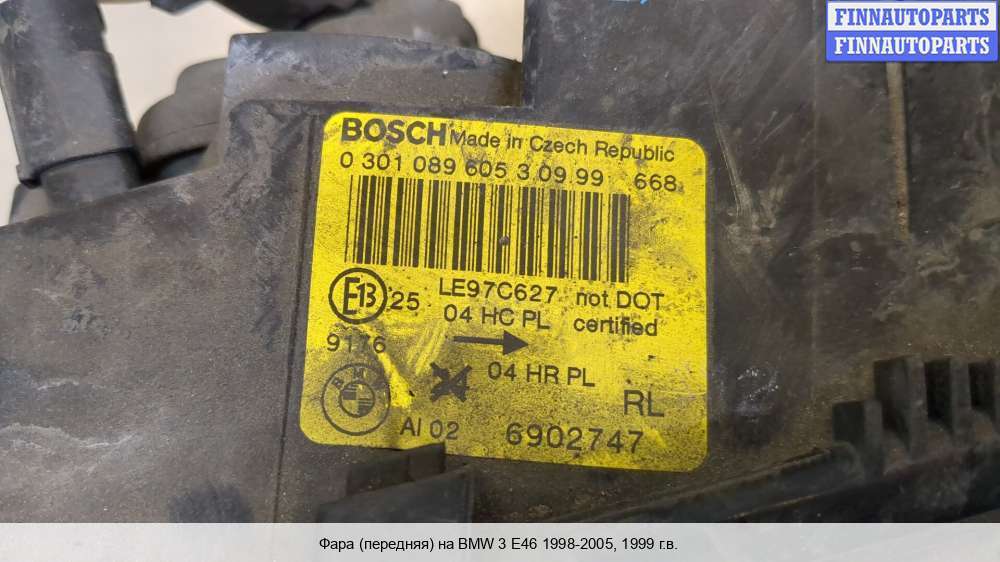 FINNAUTOPARTS
FINNAUTOPARTS
BOSCH Made in Czech Republic
0 301 089 605 3.09.99 668
LE97C627 not DOT
E13 25 04 HC PL certified
9176
04 HR PL
BMW
RL
AI 02 6902747
Фара (передняя) на BMW 3 E46 1998-2005, 1999 г.в.